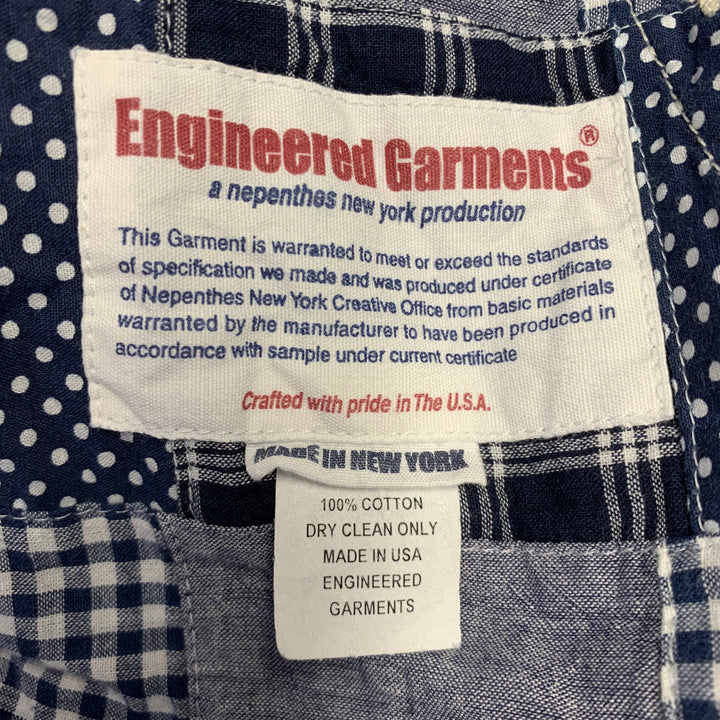 Engineered Garments®
a nepenthes new york production
This Garment is warranted to meet or exceed the standards
of specification we made and was produced under certificate
of Nepenthes New York Creative Office from basic materials
warranted by the manufacturer to have been produced in
accordance with sample under current certificate
Crafted with pride in The U.S.A.
MADE IN NEW YORK
100% COTTON
DRY CLEAN ONLY
MADE IN USA
ENGINEERED
GARMENTS